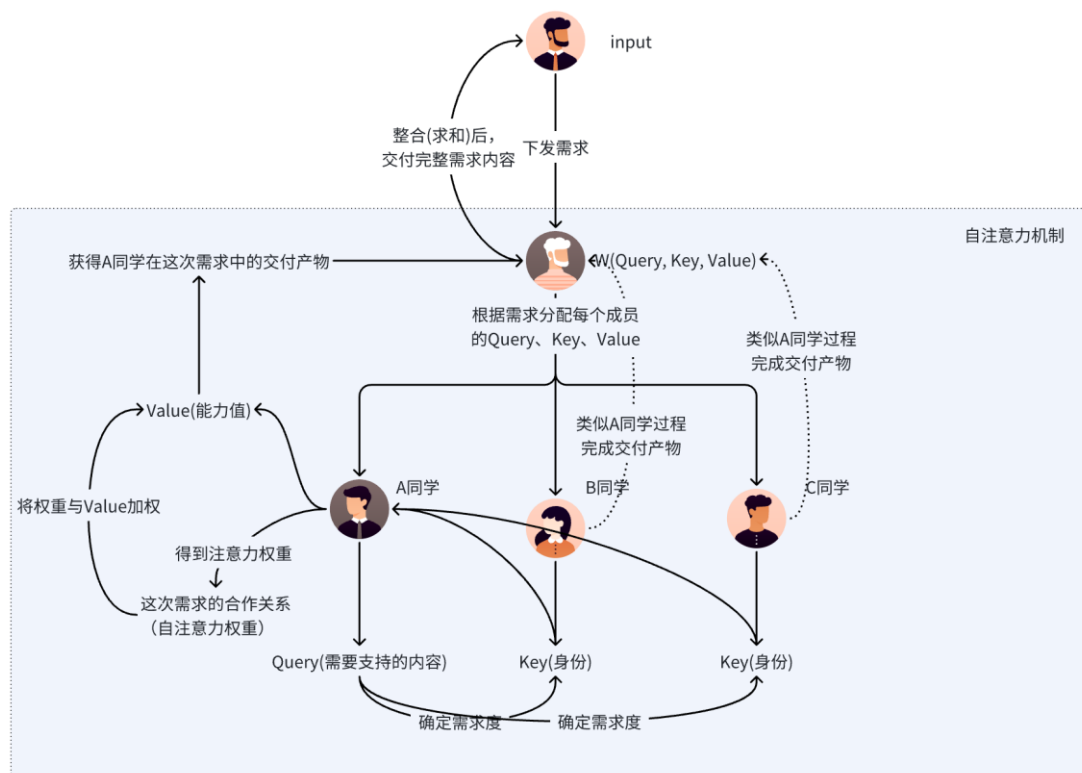 input
整合(求和)后，
交付完整需求内容
下发需求
自注意力机制
获得A同学在这次需求中的交付产物
W(Query, Key, Value)
根据需求分配每个成员
的Query、Key、Value
类似A同学过程
完成交付产物
Value(能力值)
类似A同学过程
完成交付产物
A同学
B同学
C同学
将权重与Value加权
得到注意力权重
这次需求的合作关系
（自注意力权重）
Query(需要支持的内容)
Key(身份)
Key(身份)
确定需求度
确定需求度